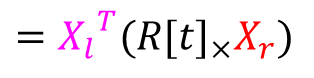 = X_l^T(R[t]_×X_r)